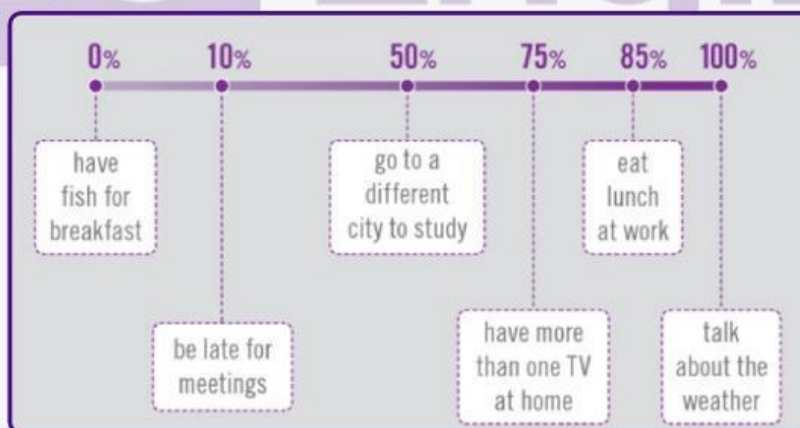 0%
10%
50%
75%
85%
100%
have
fish for
breakfast
be late for
meetings
go to a
different
city to study
have more
than one TV
at home
eat
lunch
at work
talk
about the
weather